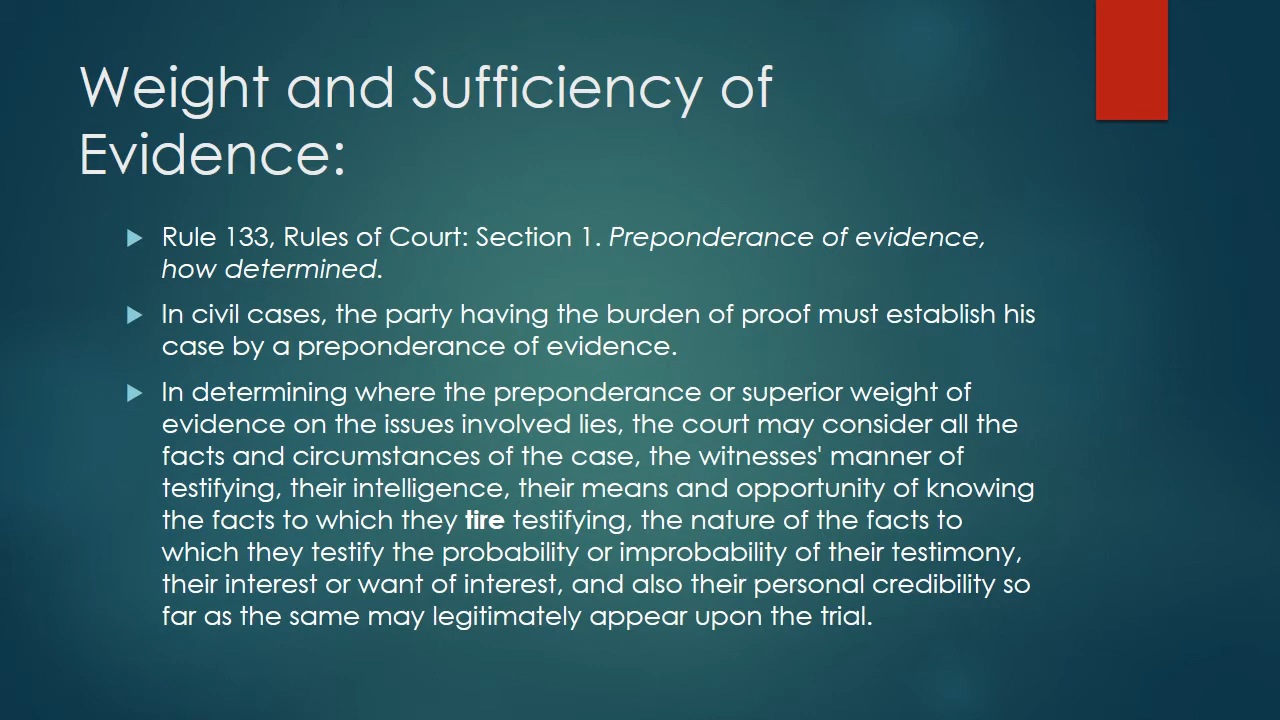 Weight and Sufficiency of
Evidence:
Rule 133, Rules of Court: Section 1. Preponderance of evidence,
how determined.
In civil cases, the party having the burden of proof must establish his
case by a preponderance of evidence.
In determining where the preponderance or superior weight of
evidence on the issues involved lies, the court may consider all the
facts and circumstances of the case, the witnesses' manner of
testifying, their intelligence, their means and opportunity of knowing
the facts to which they tire testifying, the nature of the facts to
which they testify the probability or improbability of their testimony,
their interest or want of interest, and also their personal credibility so
far as the same may legitimately appear upon the trial.